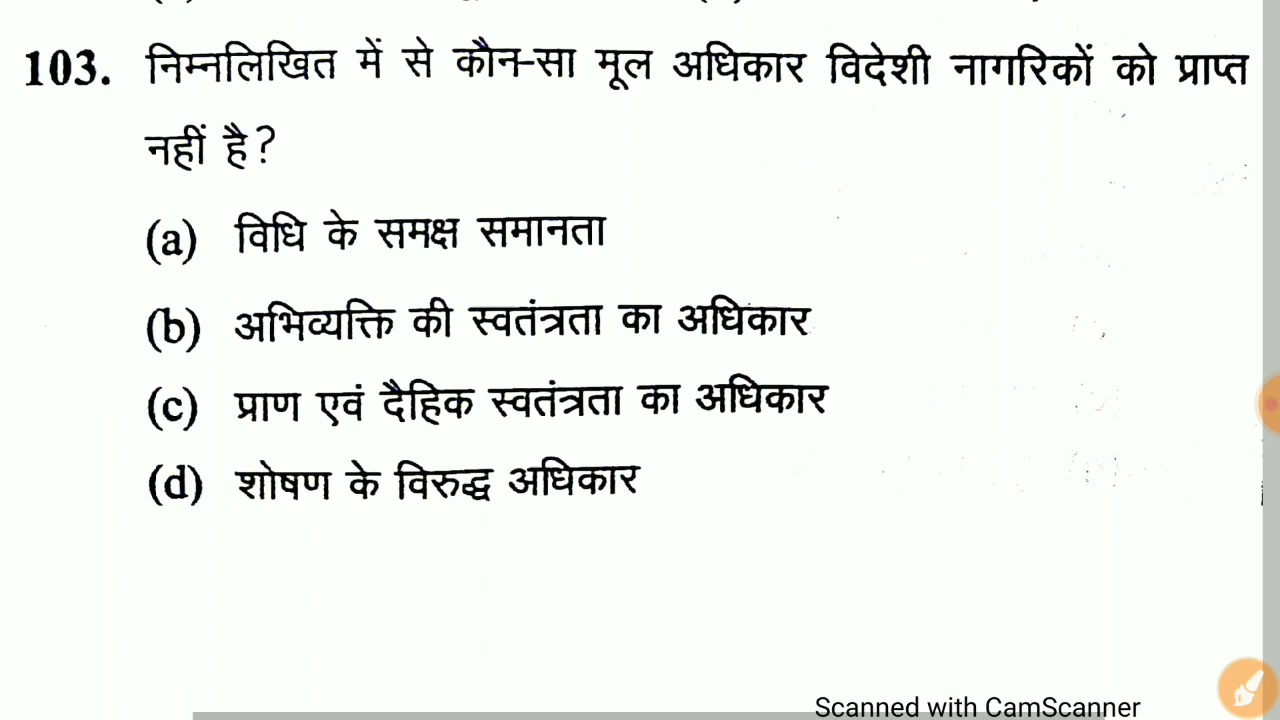 103. निम्नलिखित में से कौन-सा मूल अधिकार विदेशी नागरिकों को प्राप्त
नहीं है?
(a) विधि के समक्ष समानता
(b) अभिव्यक्ति की स्वतंत्रता का अधिकार
(c) प्राण एवं दैहिक स्वतंत्रता का अधिकार
(d) शोषण के विरुद्ध अधिकार
Scanned with CamScanner